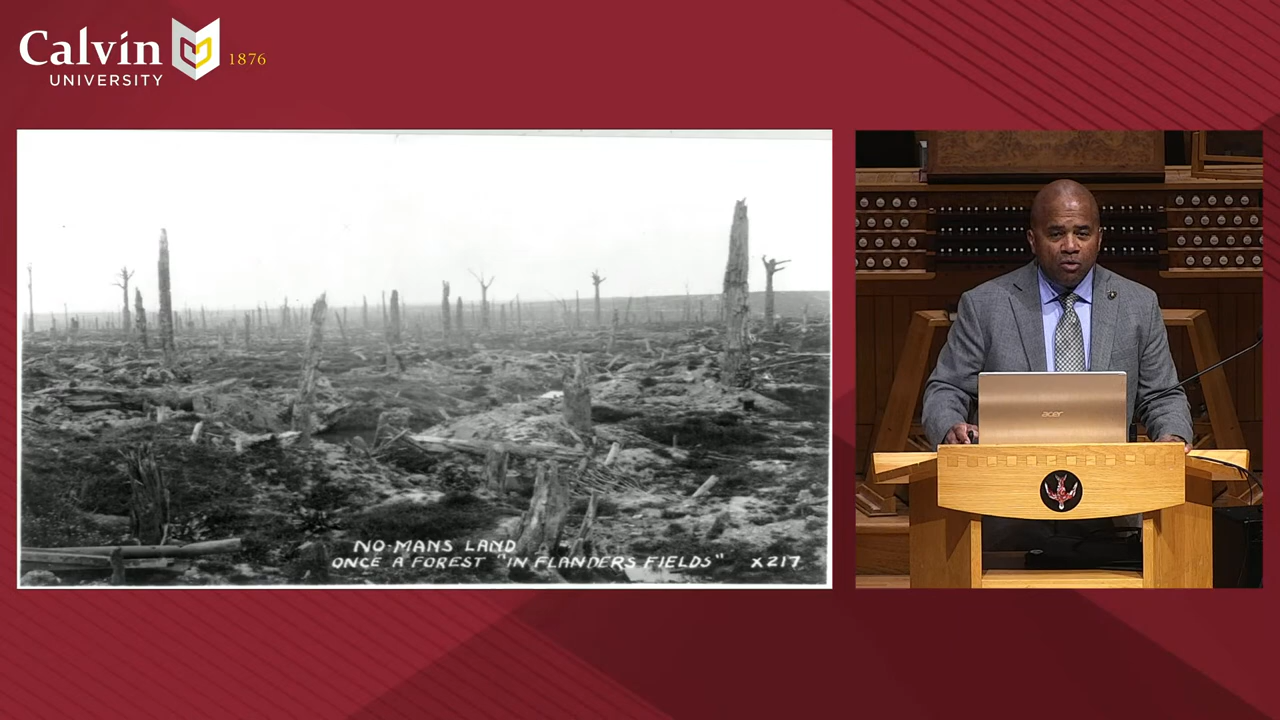 Calvin
UNIVERSITY
1876
NO-MANS LAND
ONCE A FOREST "IN FLANDERS FIELDS" X217
acer